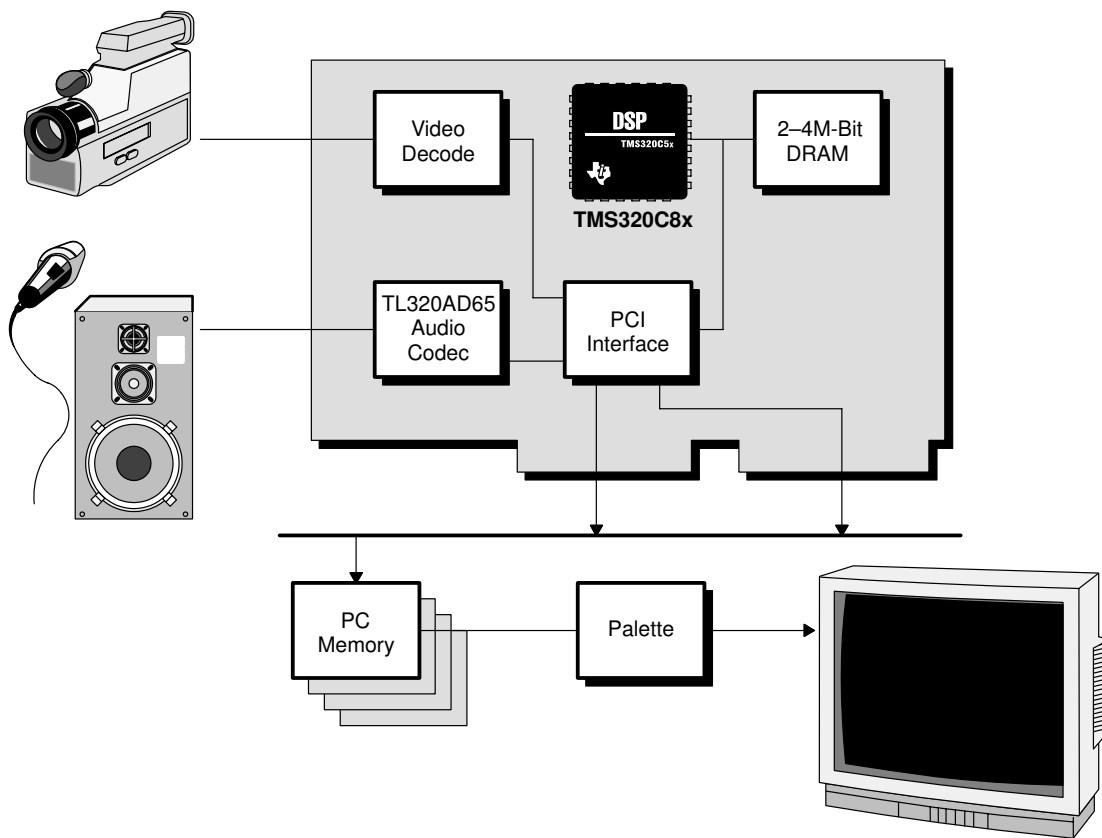 Video
Decode
DSP
TMS320C5x
TMS320C8x
2–4M-Bit
DRAM
TL320AD65
Audio
Codec
PCI
Interface
PC
Memory
Palette